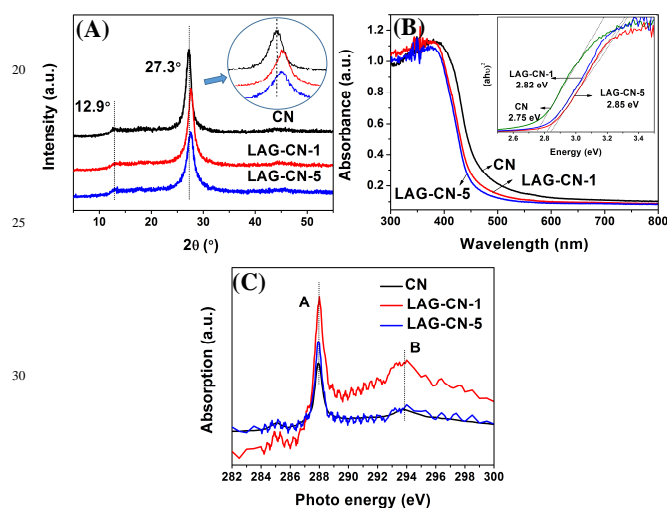 20
25
30
(A)
27.3°
12.9°
CN
LAG-CN-1
LAG-CN-5
Intensity (a.u.)
10 20 30 40 50
2θ (°)
(B)
1.2
1.0
0.8
0.6
0.4
0.2
Absorbance (a.u.)
CN
LAG-CN-1
LAG-CN-5
300 400 500 600 700 800
Wavelength (nm)
(ahυ)²
LAG-CN-1
2.82 eV
LAG-CN-5
2.85 eV
CN
2.75 eV
2.6 2.8 3.0 3.2 3.4
Energy (eV)
(C)
CN
LAG-CN-1
LAG-CN-5
A
B
Absorption (a.u.)
282 284 286 287 289 290 292 294 296 298 300
Photo energy (eV)